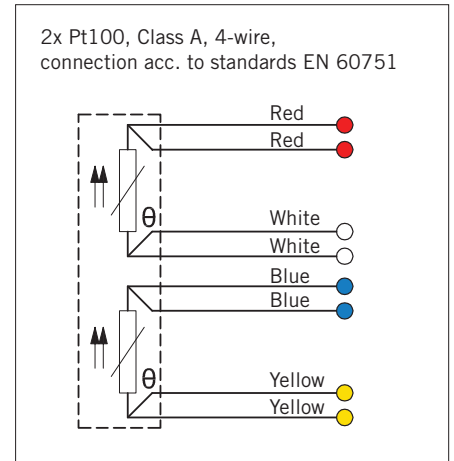 2x Pt100, Class A, 4-wire,
connection acc. to standards EN 60751
Red
Red
θ
White
White
Blue
Blue
θ
Yellow
Yellow